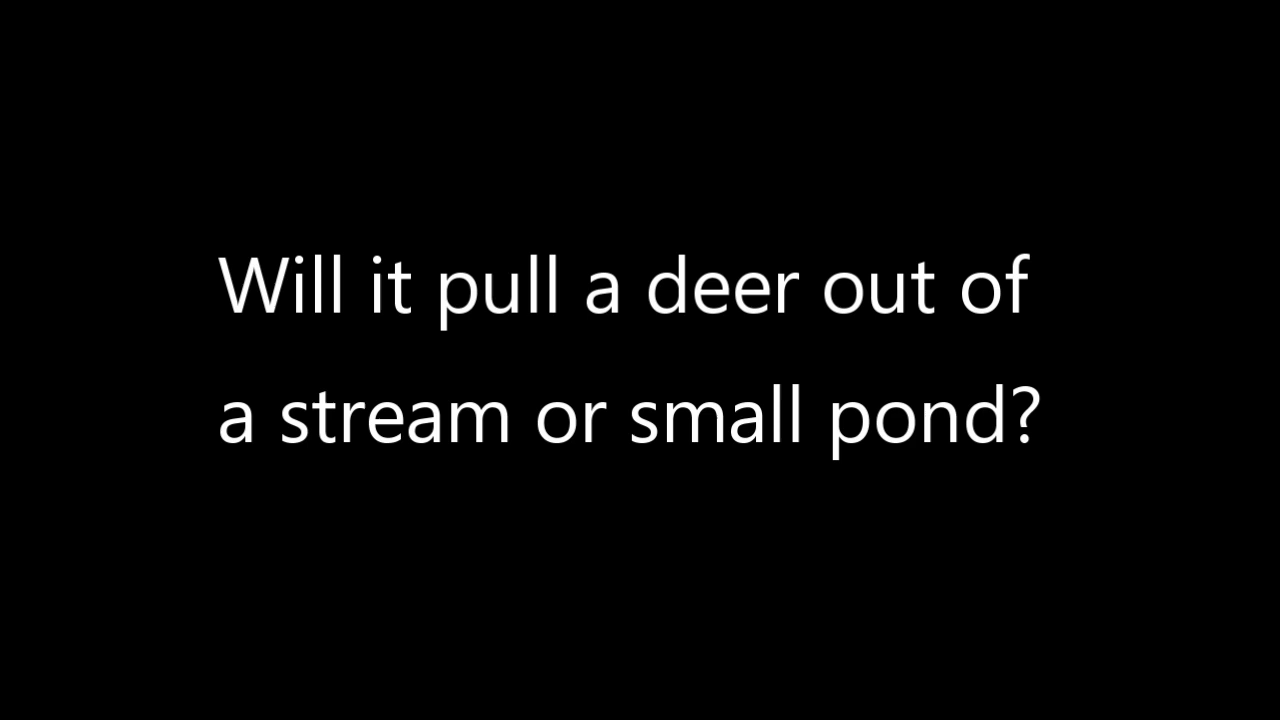 Will it pull a deer out of
a stream or small pond?